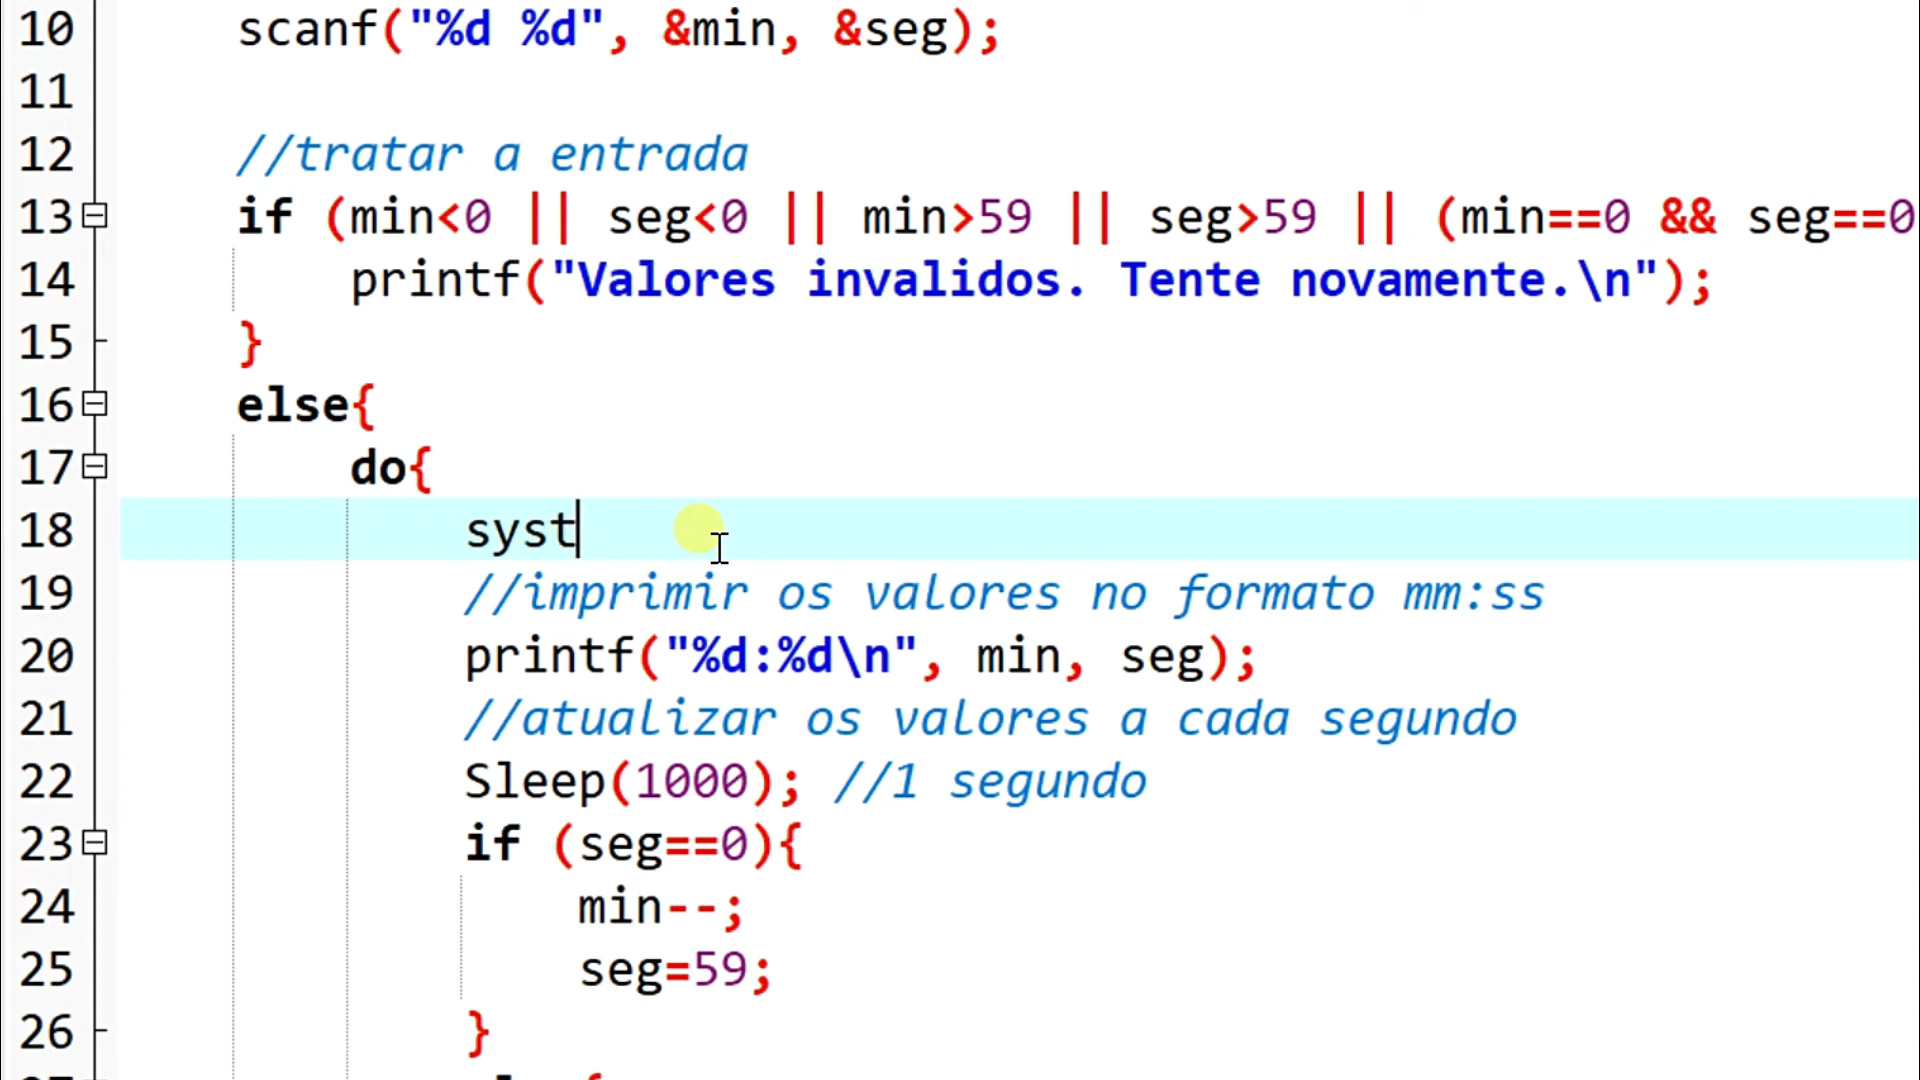 10 scanf("%d %d", &min, &seg);
11
12 //tratar a entrada
13 if (min<0 || seg<0 || min>59 || seg>59 || (min==0 && seg==0
14 printf("Valores invalidos. Tente novamente.\n");
15 }
16 else{
17 do{
18 syst
19 //imprimir os valores no formato mm:ss
20 printf("%d:%d\n", min, seg);
21 //atualizar os valores a cada segundo
22 Sleep(1000); //1 segundo
23 if (seg==0){
24 min--;
25 seg=59;
26 }